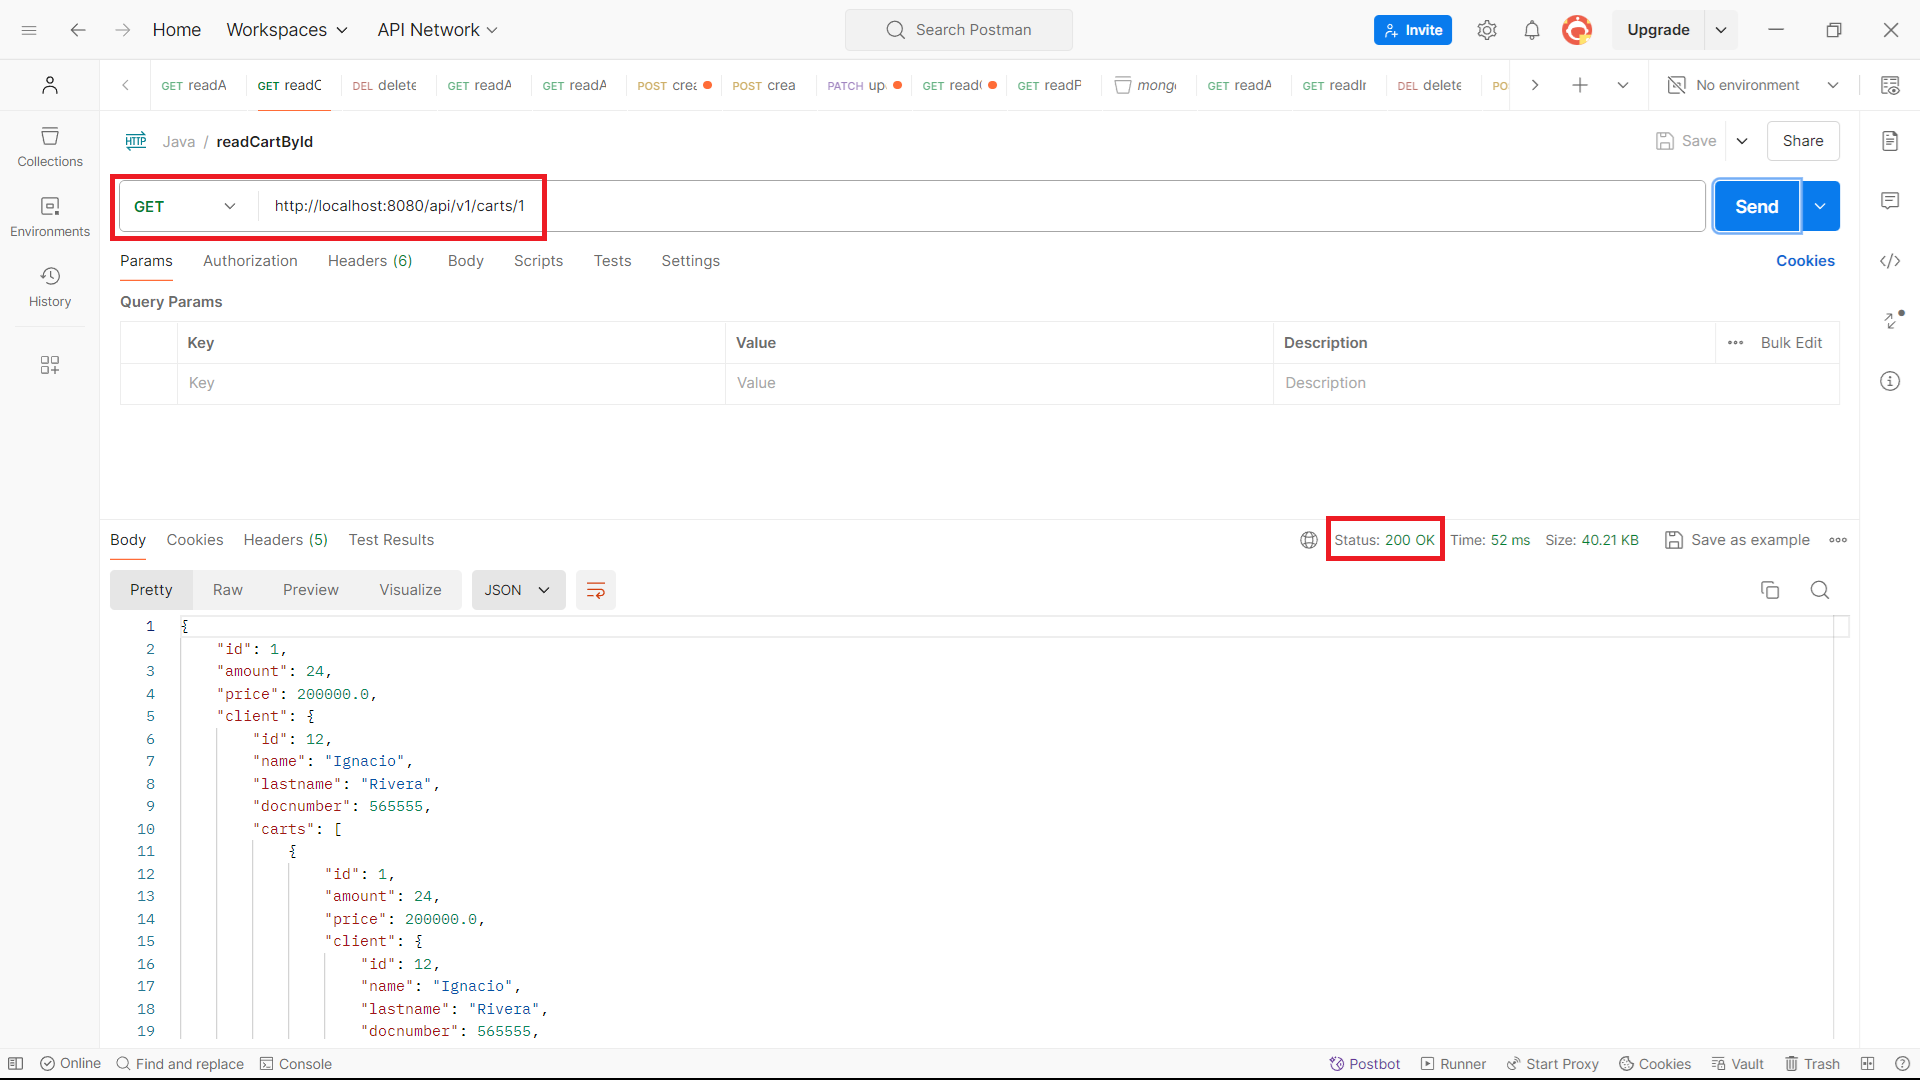 Home Workspaces API Network Search Postman Invite Upgrade
GET readA GET readC DEL delete GET readA GET readA POST crea POST crea PATCH up GET read GET readP mong GET readA GET readIn DEL delete PO No environment
HTTP Java / readCartById Save Share
Collections
GET http://localhost:8080/api/v1/carts/1 Send
Environments
Params Authorization Headers (6) Body Scripts Tests Settings Cookies
History
Query Params
Key Value Description Bulk Edit
Key Value Description
Body Cookies Headers (5) Test Results Status: 200 OK Time: 52 ms Size: 40.21 KB Save as example
Pretty Raw Preview Visualize JSON
1 {
2 "id": 1,
3 "amount": 24,
4 "price": 200000.0,
5 "client": {
6 "id": 12,
7 "name": "Ignacio",
8 "lastname": "Rivera",
9 "docnumber": 565555,
10 "carts": [
11 {
12 "id": 1,
13 "amount": 24,
14 "price": 200000.0,
15 "client": {
16 "id": 12,
17 "name": "Ignacio",
18 "lastname": "Rivera",
19 "docnumber": 565555,
Online Find and replace Console Postbot Runner Start Proxy Cookies Vault Trash